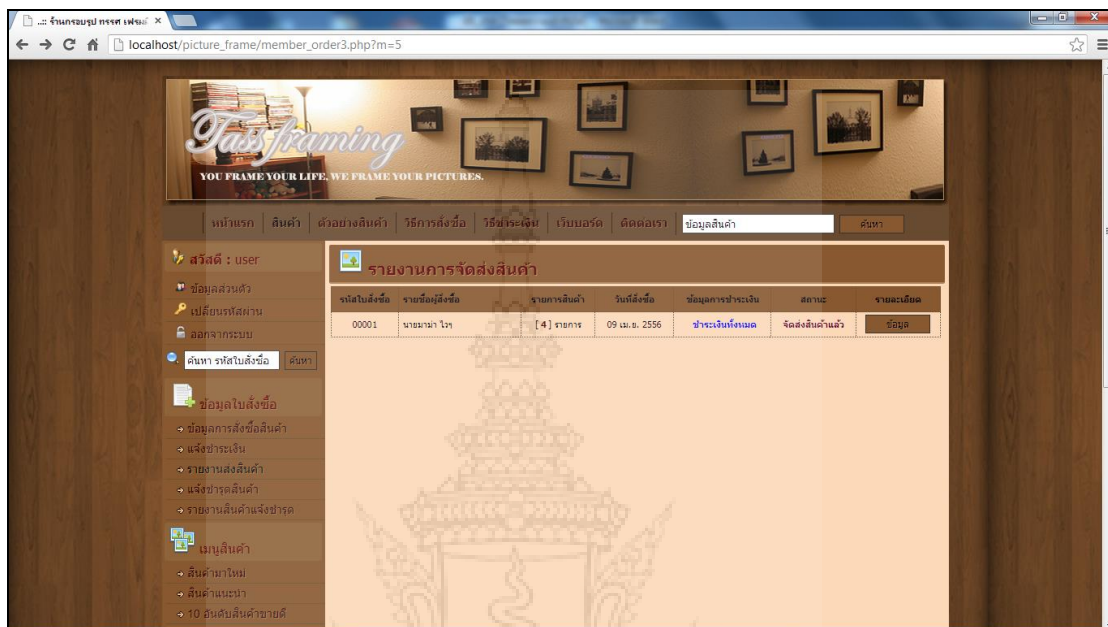 ..:: ร้านกรอบรูป ทรรศ เฟรม
localhost/picture_frame/member_order3.php?m=5
Tass framing
YOU FRAME YOUR LIFE, WE FRAME YOUR PICTURES.
หน้าแรก สินค้า ตัวอย่างสินค้า วิธีการสั่งซื้อ วิธีชำระเงิน เว็บบอร์ด ติดต่อเรา ข้อมูลสินค้า ค้นหา
สวัสดี : user
ข้อมูลส่วนตัว
เปลี่ยนรหัสผ่าน
ออกจากระบบ
ค้นหา รหัสใบสั่งซื้อ ค้นหา
ข้อมูลใบสั่งซื้อ
ข้อมูลการสั่งซื้อสินค้า
แจ้งชำระเงิน
รายงานส่งสินค้า
แจ้งชำรุดสินค้า
รายงานสินค้าแจ้งชำรุด
เมนูสินค้า
สินค้ามาใหม่
สินค้าแนะนำ
10 อันดับสินค้าขายดี
รายงานการจัดส่งสินค้า
รหัสใบสั่งซื้อ รายชื่อผู้สั่งซื้อ รายการสินค้า วันที่สั่งซื้อ ข้อมูลการชำระเงิน สถานะ รายละเอียด
00001 นายมาม่า ไวๆ [ 4 ] รายการ 09 เม.ย. 2556 ชำระเงินทั้งหมด จัดส่งสินค้าแล้ว ข้อมูล